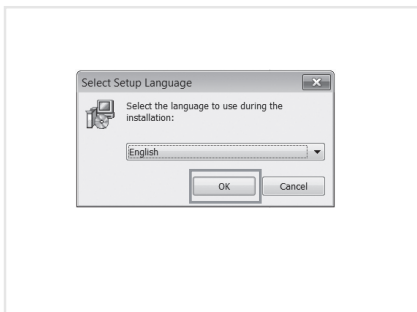 Select Setup Language
Select the language to use during the
installation:
English
OK
Cancel